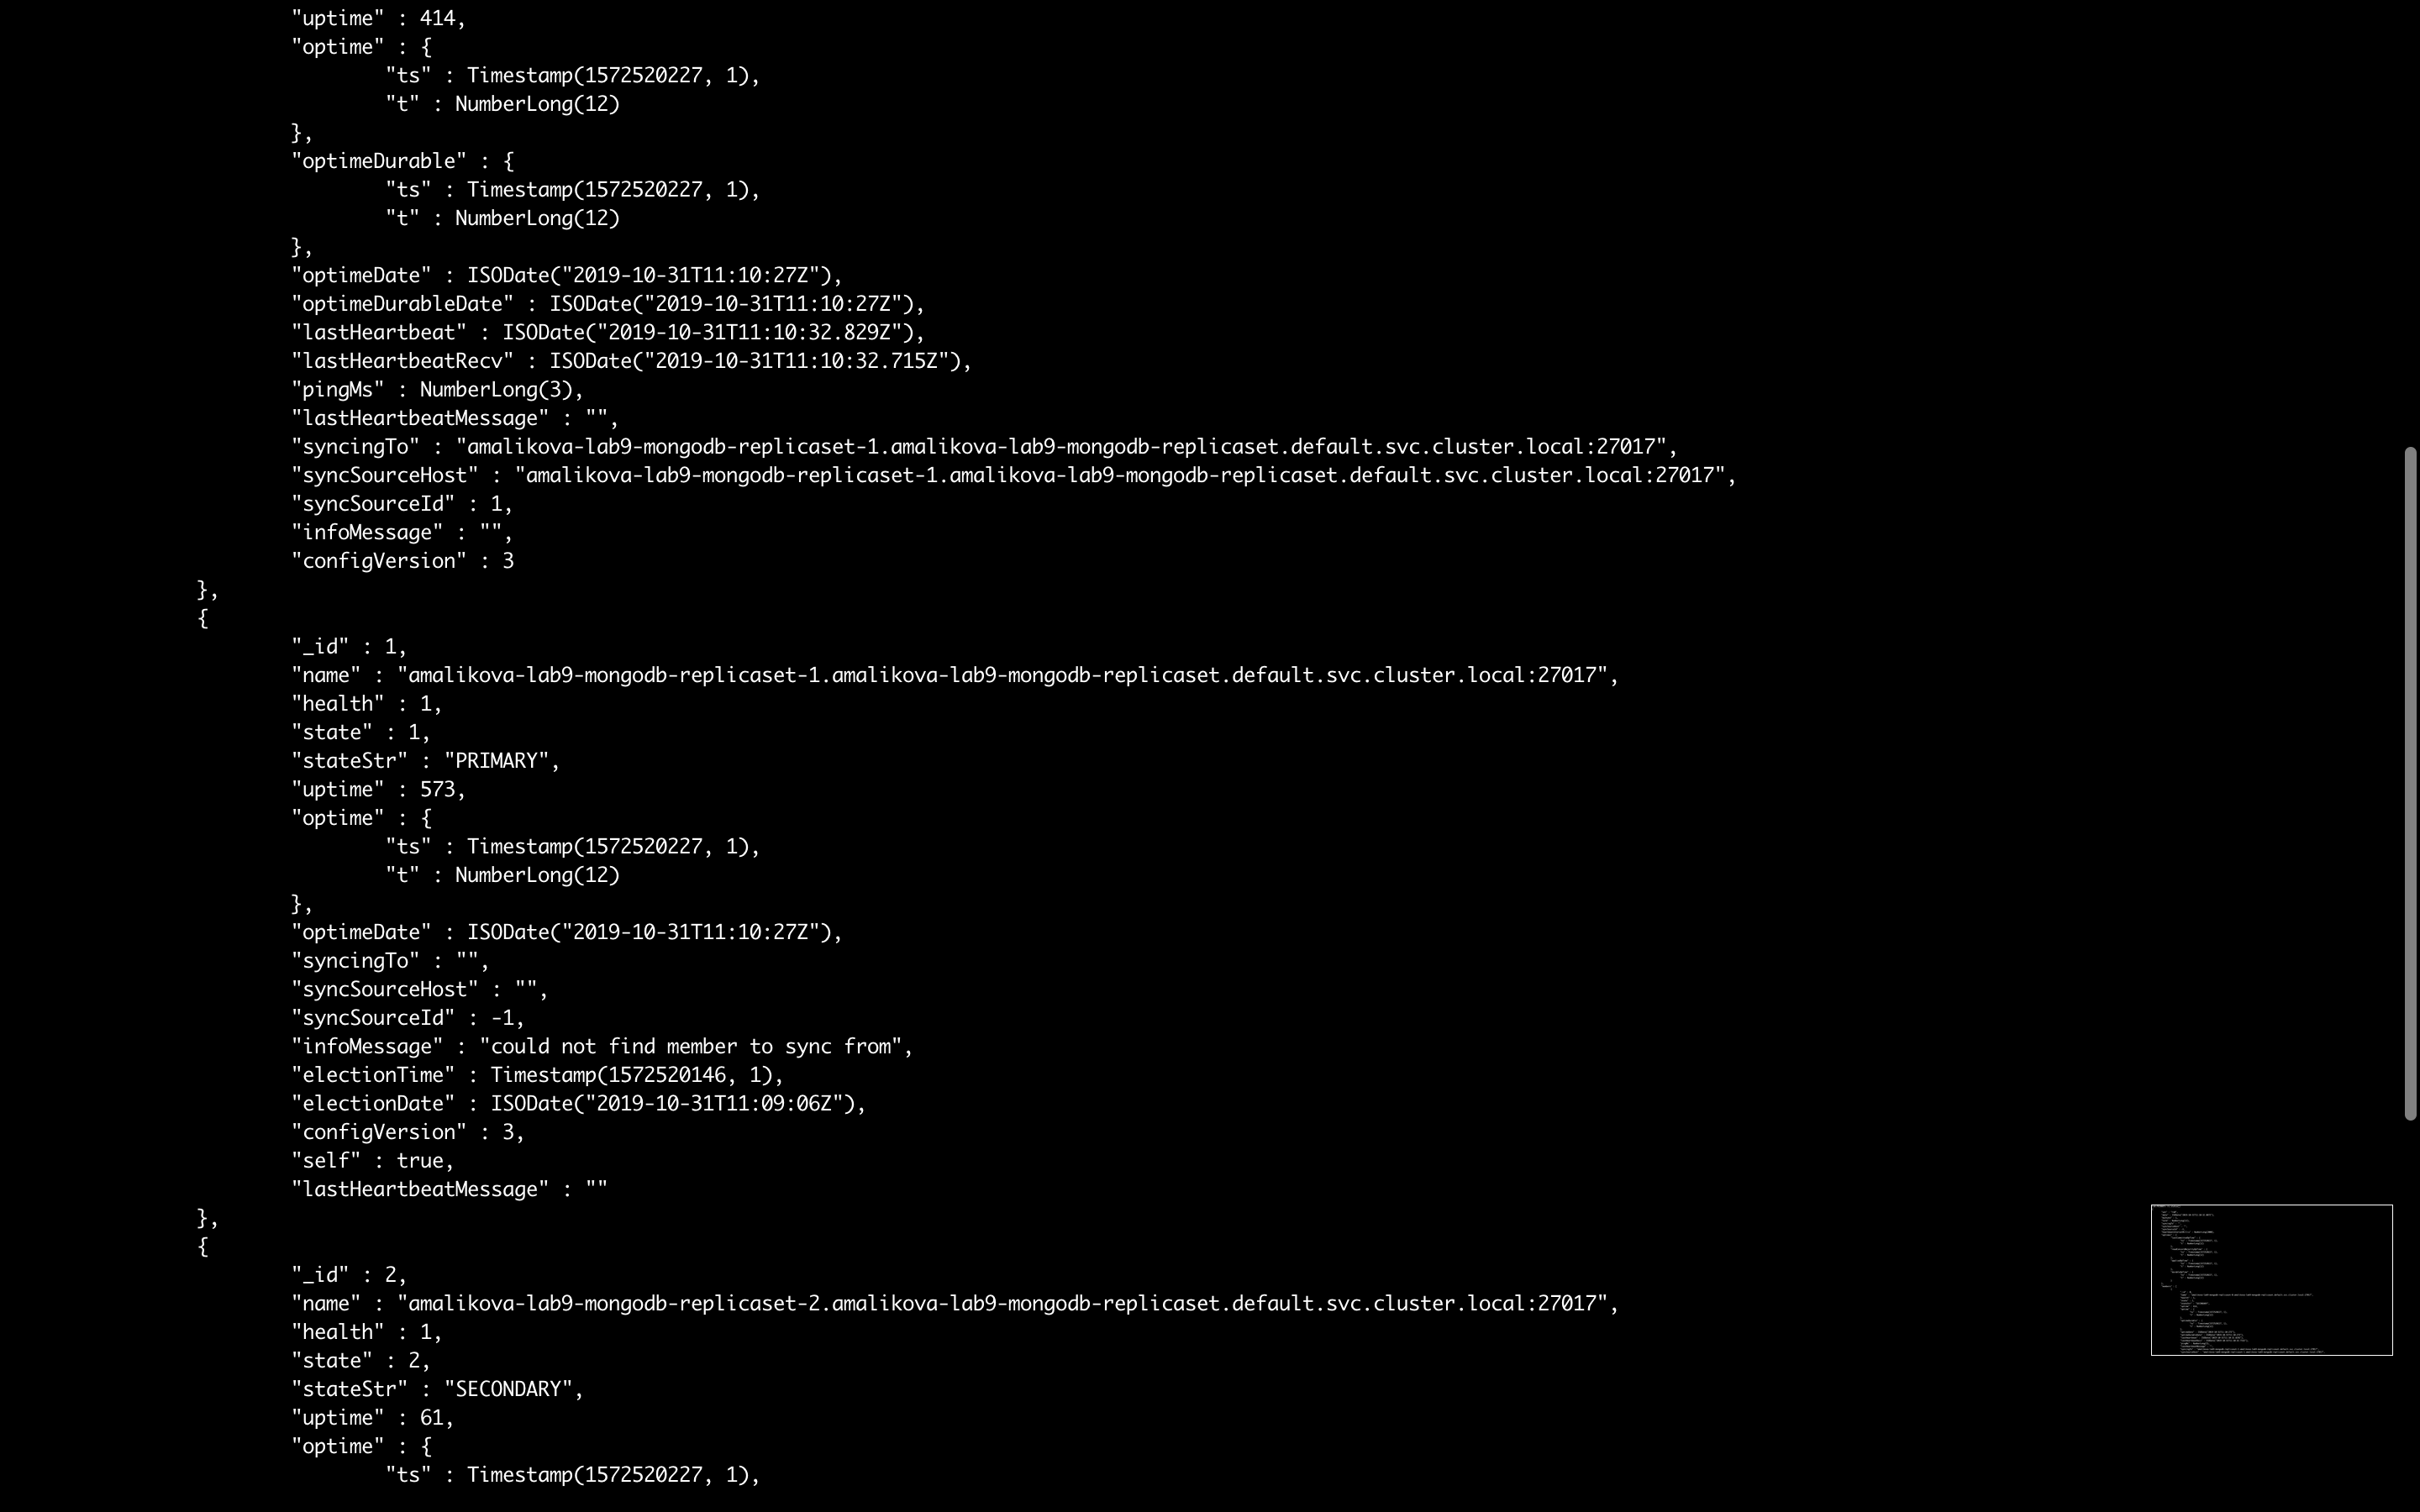 "uptime" : 414,
"optime" : {
"ts" : Timestamp(1572520227, 1),
"t" : NumberLong(12)
},
"optimeDurable" : {
"ts" : Timestamp(1572520227, 1),
"t" : NumberLong(12)
},
"optimeDate" : ISODate("2019-10-31T11:10:27Z"),
"optimeDurableDate" : ISODate("2019-10-31T11:10:27Z"),
"lastHeartbeat" : ISODate("2019-10-31T11:10:32.829Z"),
"lastHeartbeatRecv" : ISODate("2019-10-31T11:10:32.715Z"),
"pingMs" : NumberLong(3),
"lastHeartbeatMessage" : "",
"syncingTo" : "amalikova-lab9-mongodb-replicaset-1.amalikova-lab9-mongodb-replicaset.default.svc.cluster.local:27017",
"syncSourceHost" : "amalikova-lab9-mongodb-replicaset-1.amalikova-lab9-mongodb-replicaset.default.svc.cluster.local:27017",
"syncSourceId" : 1,
"infoMessage" : "",
"configVersion" : 3
},
{
"_id" : 1,
"name" : "amalikova-lab9-mongodb-replicaset-1.amalikova-lab9-mongodb-replicaset.default.svc.cluster.local:27017",
"health" : 1,
"state" : 1,
"stateStr" : "PRIMARY",
"uptime" : 573,
"optime" : {
"ts" : Timestamp(1572520227, 1),
"t" : NumberLong(12)
},
"optimeDate" : ISODate("2019-10-31T11:10:27Z"),
"syncingTo" : "",
"syncSourceHost" : "",
"syncSourceId" : -1,
"infoMessage" : "could not find member to sync from",
"electionTime" : Timestamp(1572520146, 1),
"electionDate" : ISODate("2019-10-31T11:09:06Z"),
"configVersion" : 3,
"self" : true,
"lastHeartbeatMessage" : ""
},
{
"_id" : 2,
"name" : "amalikova-lab9-mongodb-replicaset-2.amalikova-lab9-mongodb-replicaset.default.svc.cluster.local:27017",
"health" : 1,
"state" : 2,
"stateStr" : "SECONDARY",
"uptime" : 61,
"optime" : {
"ts" : Timestamp(1572520227, 1),